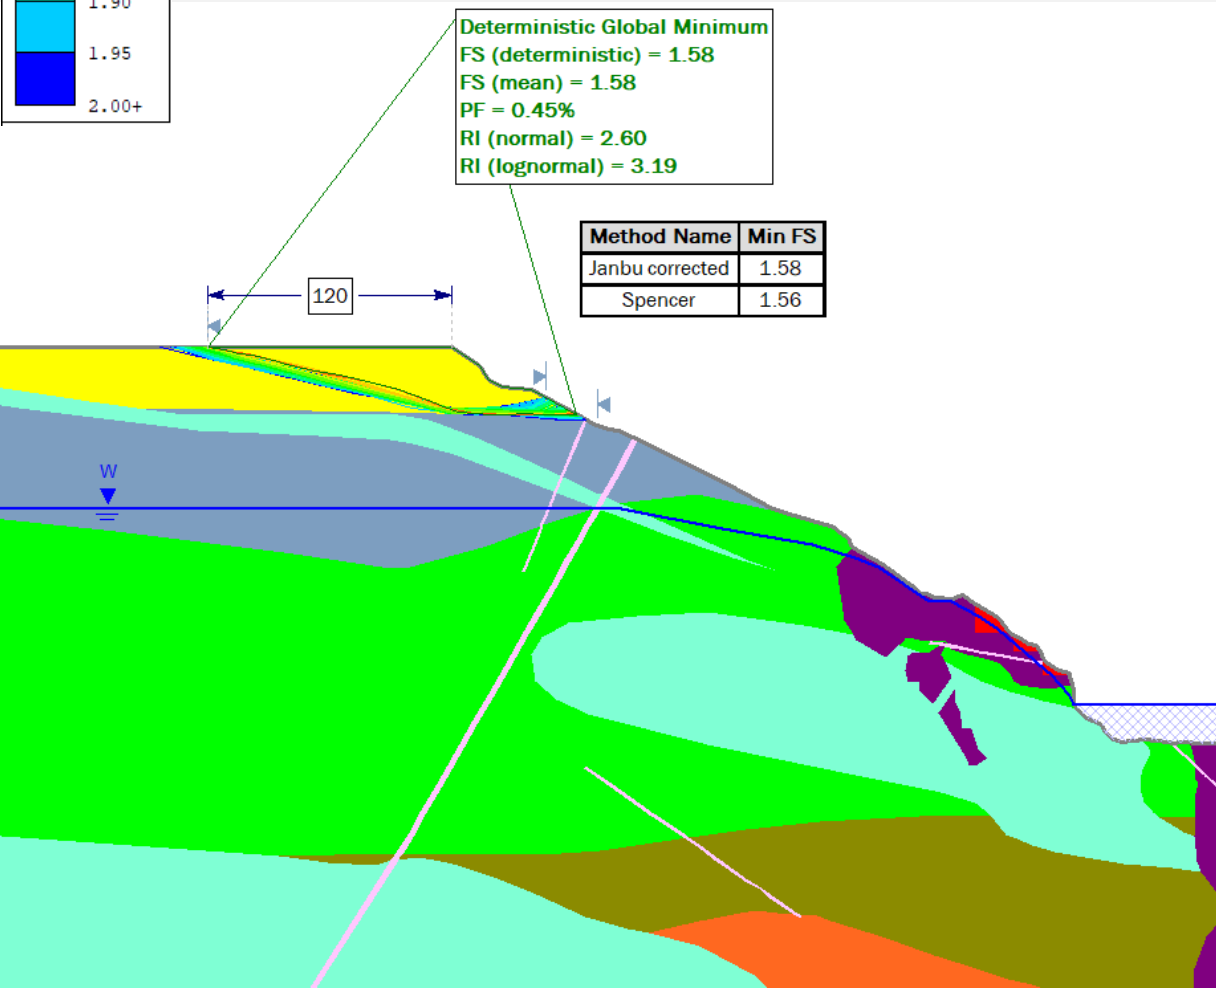 1.90
1.95
2.00+
Deterministic Global Minimum
FS (deterministic) = 1.58
FS (mean) = 1.58
PF = 0.45%
RI (normal) = 2.60
RI (lognormal) = 3.19
Method Name Min FS
Janbu corrected 1.58
Spencer 1.56
120
W